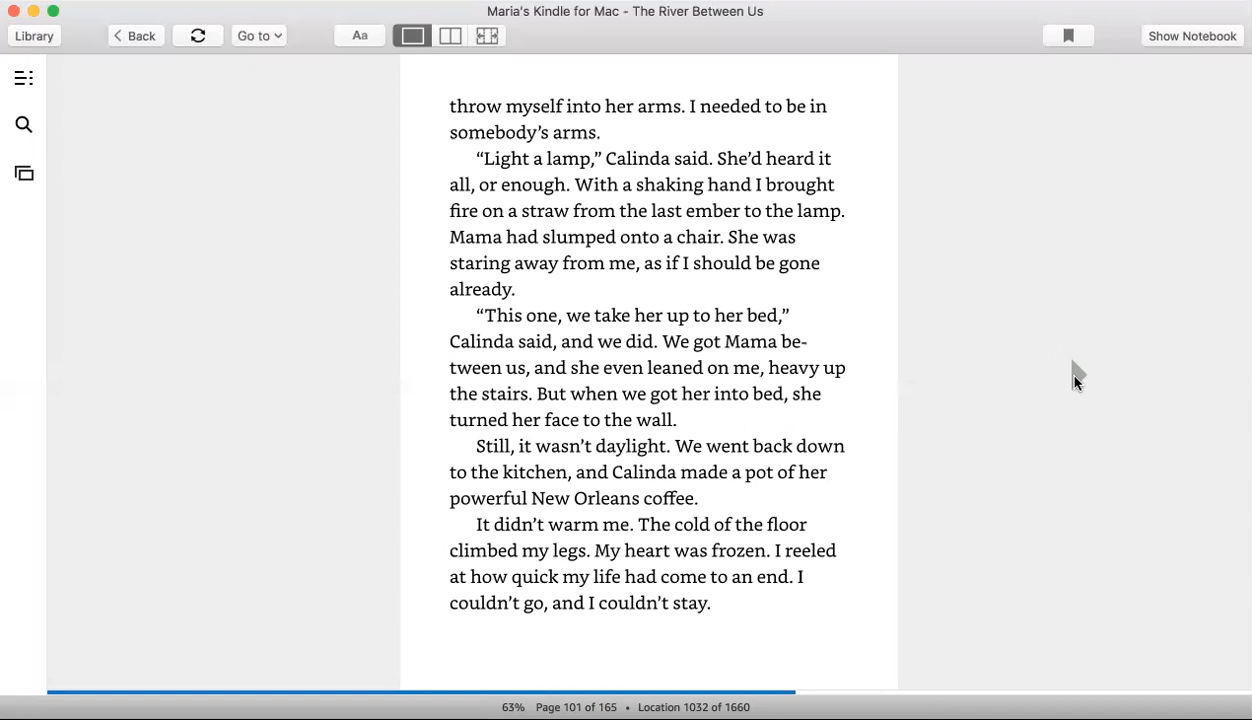 Maria's Kindle for Mac - The River Between Us
Library
Back
Go to
Aa
Show Notebook
throw myself into her arms. I needed to be in
somebody’s arms.
“Light a lamp,” Calinda said. She’d heard it
all, or enough. With a shaking hand I brought
fire on a straw from the last ember to the lamp.
Mama had slumped onto a chair. She was
staring away from me, as if I should be gone
already.
“This one, we take her up to her bed,”
Calinda said, and we did. We got Mama be-
tween us, and she even leaned on me, heavy up
the stairs. But when we got her into bed, she
turned her face to the wall.
Still, it wasn’t daylight. We went back down
to the kitchen, and Calinda made a pot of her
powerful New Orleans coffee.
It didn’t warm me. The cold of the floor
climbed my legs. My heart was frozen. I reeled
at how quick my life had come to an end. I
couldn’t go, and I couldn’t stay.
63% Page 101 of 165 • Location 1032 of 1660